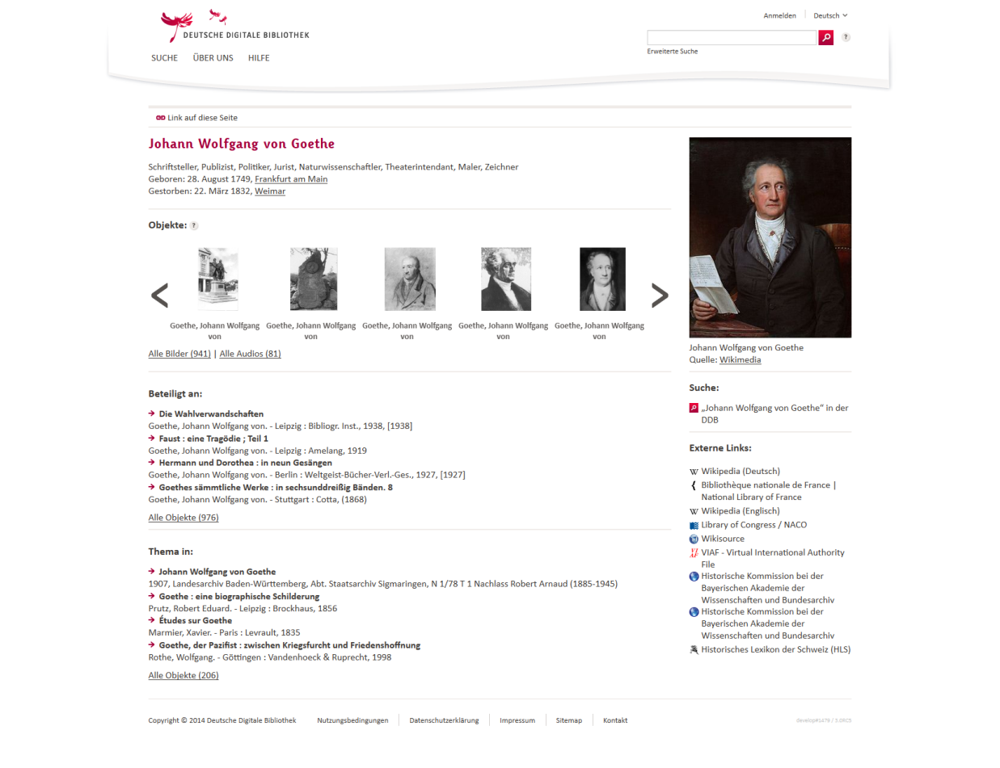 DEUTSCHE DIGITALE BIBLIOTHEK
Anmelden
Deutsch
?
Erweiterte Suche
SUCHE ÜBER UNS HILFE
Link auf diese Seite
Johann Wolfgang von Goethe
Schriftsteller, Publizist, Politiker, Jurist, Naturwissenschaftler, Theaterintendant, Maler, Zeichner
Geboren: 28. August 1749, Frankfurt am Main
Gestorben: 22. März 1832, Weimar
Objekte: ?
Goethe, Johann Wolfgang von
Goethe, Johann Wolfgang von
Goethe, Johann Wolfgang von
Goethe, Johann Wolfgang von
Goethe, Johann Wolfgang von
Alle Bilder (941) | Alle Audios (81)
Beteiligt an:
Die Wahlverwandschaften
Goethe, Johann Wolfgang von. - Leipzig : Bibliogr. Inst., 1938, [1938]
Faust : eine Tragödie ; Teil 1
Goethe, Johann Wolfgang von. - Leipzig : Amelang, 1919
Hermann und Dorothea : in neun Gesängen
Goethe, Johann Wolfgang von. - Berlin : Weltgeist-Bücher-Verl.-Ges., 1927, [1927]
Goethes sämmtliche Werke : in sechsunddreißig Bänden. 8
Goethe, Johann Wolfgang von. - Stuttgart : Cotta, (1868)
Alle Objekte (976)
Thema in:
Johann Wolfgang von Goethe
1907, Landesarchiv Baden-Württemberg, Abt. Staatsarchiv Sigmaringen, N 1/78 T 1 Nachlass Robert Arnaud (1885-1945)
Goethe : eine biographische Schilderung
Prutz, Robert Eduard. - Leipzig : Brockhaus, 1856
Études sur Goethe
Marmier, Xavier. - Paris : Levrault, 1835
Goethe, der Pazifist : zwischen Kriegsfurcht und Friedenshoffnung
Rothe, Wolfgang. - Göttingen : Vandenhoeck & Ruprecht, 1998
Alle Objekte (206)
Johann Wolfgang von Goethe
Quelle: Wikimedia
Suche:
„Johann Wolfgang von Goethe“ in der
DDB
Externe Links:
W Wikipedia (Deutsch)
Bibliothèque nationale de France |
National Library of France
W Wikipedia (Englisch)
Library of Congress / NACO
Wikisource
VIAF VIAF - Virtual International Authority
File
Historische Kommission bei der
Bayerischen Akademie der
Wissenschaften und Bundesarchiv
Historische Kommission bei der
Bayerischen Akademie der
Wissenschaften und Bundesarchiv
Historisches Lexikon der Schweiz (HLS)
Copyright © 2014 Deutsche Digitale Bibliothek Nutzungsbedingungen Datenschutzerklärung Impressum Sitemap Kontakt
develop#1479 / 3.0RC5